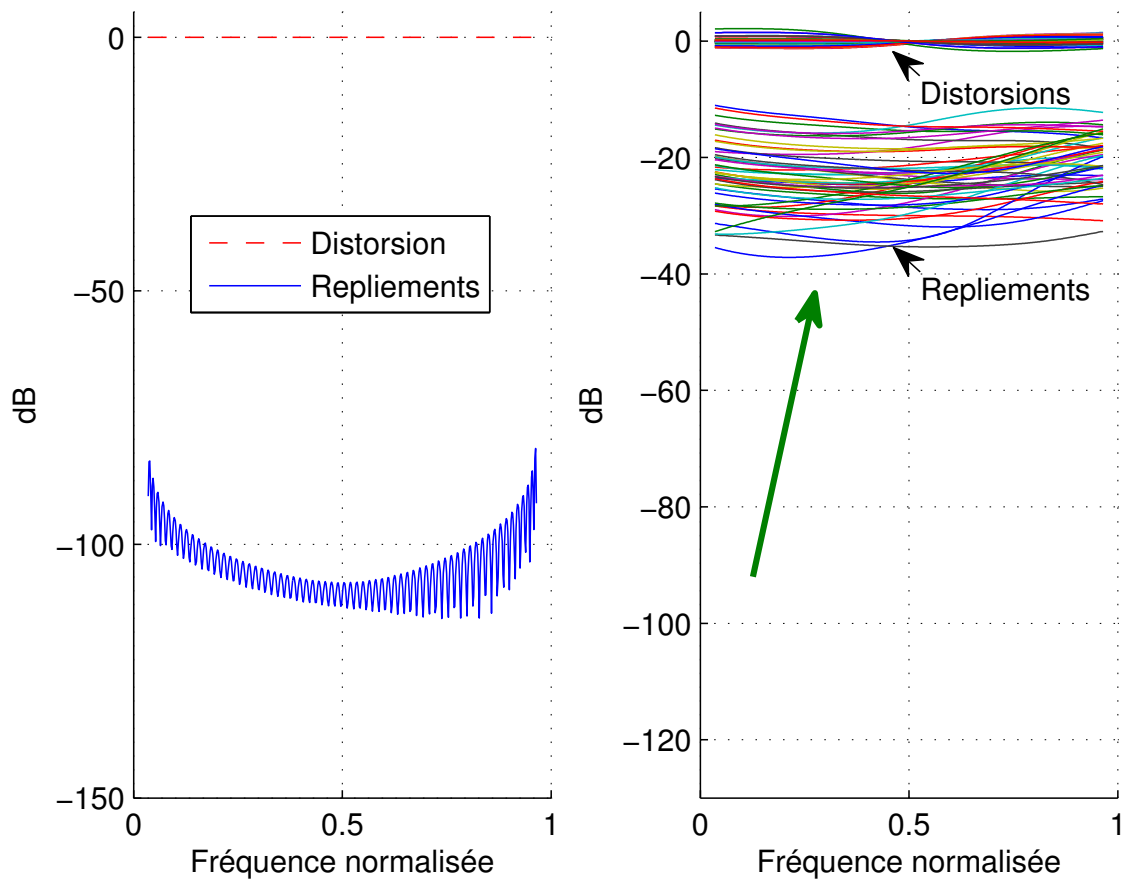 0
−50
−100
−150
dB
Distorsion
Repliements
0
0.5
1
Fréquence normalisée
0
−20
−40
−60
−80
−100
−120
dB
Distorsions
Repliements
0
0.5
1
Fréquence normalisée